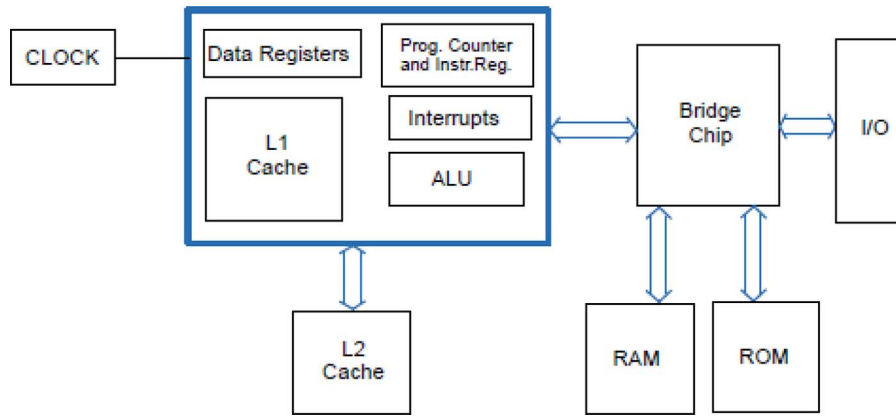 CLOCK
Data Registers
Prog. Counter
and Instr.Reg.
L1
Cache
Interrupts
ALU
Bridge
Chip
I/O
L2
Cache
RAM
ROM